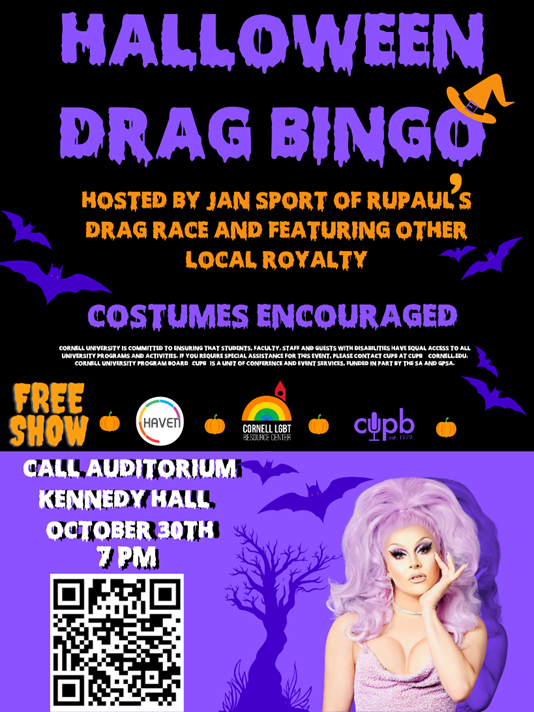 HALLOWEEN
DRAG BINGO
HOSTED BY JAN SPORT OF RUPAUL'S
DRAG RACE AND FEATURING OTHER
LOCAL ROYALTY
COSTUMES ENCOURAGED
CORNELL UNIVERSITY IS COMMITTED TO ENSURING THAT STUDENTS, FACULTY, STAFF AND GUESTS WITH DISABILITIES HAVE EQUAL ACCESS TO ALL
UNIVERSITY PROGRAMS AND ACTIVITIES. IF YOU REQUIRE SPECIAL ASSISTANCE FOR THIS EVENT, PLEASE CONTACT CUPB AT CUPB CORNELL.EDU.
CORNELL UNIVERSITY PROGRAM BOARD CUPB IS A UNIT OF CONFERENCE AND EVENT SERVICES, FUNDED IN PART BY THE SA AND GPSA.
FREE
SHOW
HAVEN
CORNELL LGBT
RESOURCE CENTER
cupb
est. 1979
CALL AUDITORIUM
KENNEDY HALL
OCTOBER 30TH
7 PM